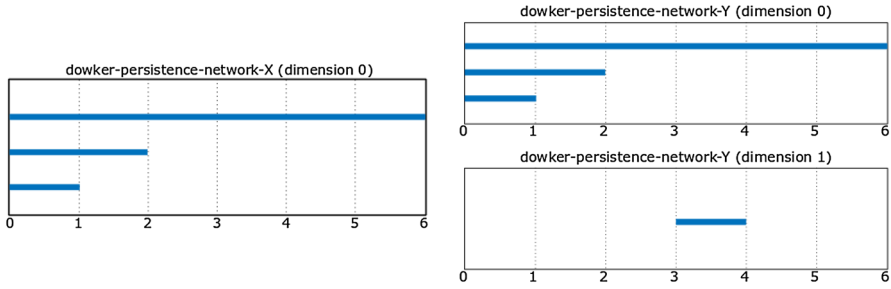 dowker-persistence-network-X (dimension 0)
0 1 2 3 4 5 6
dowker-persistence-network-Y (dimension 0)
0 1 2 3 4 5 6
dowker-persistence-network-Y (dimension 1)
0 1 2 3 4 5 6